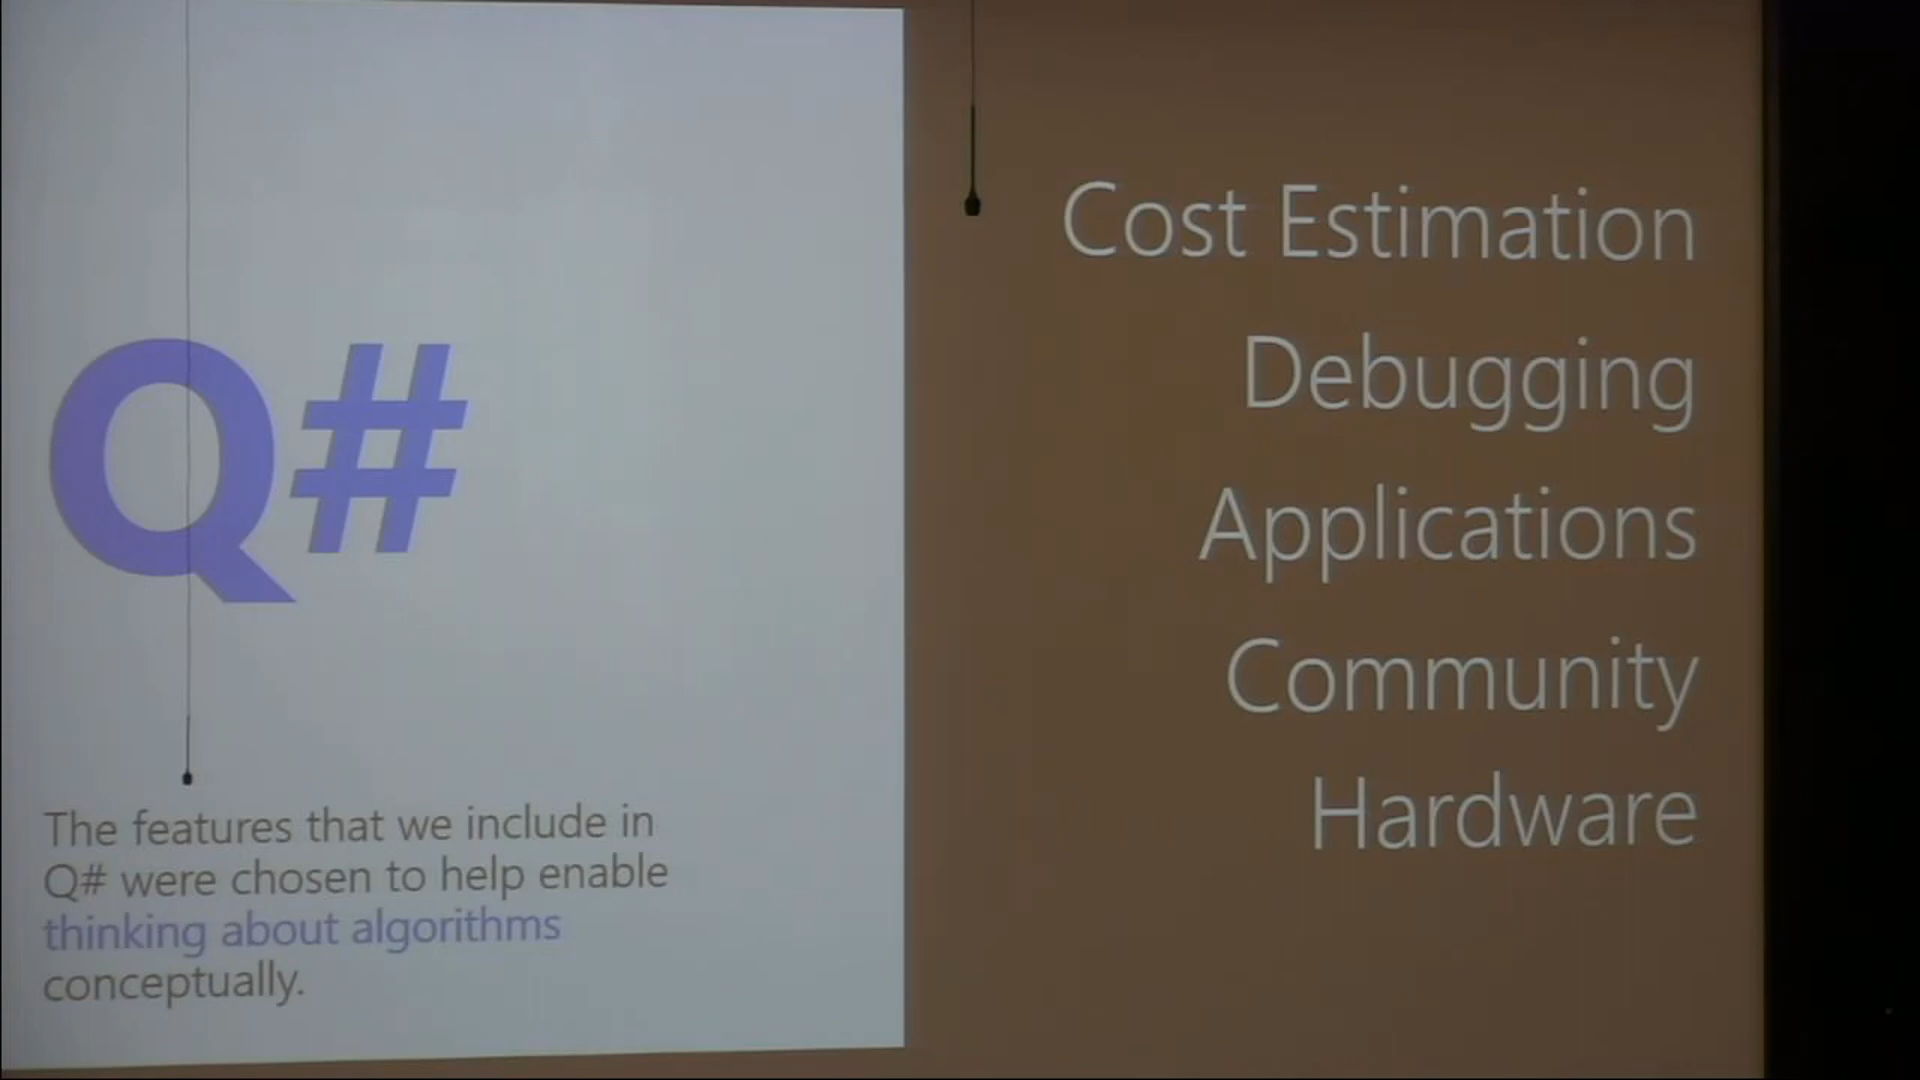 Q#
The features that we include in
Q# were chosen to help enable
thinking about algorithms
conceptually.
Cost Estimation
Debugging
Applications
Community
Hardware